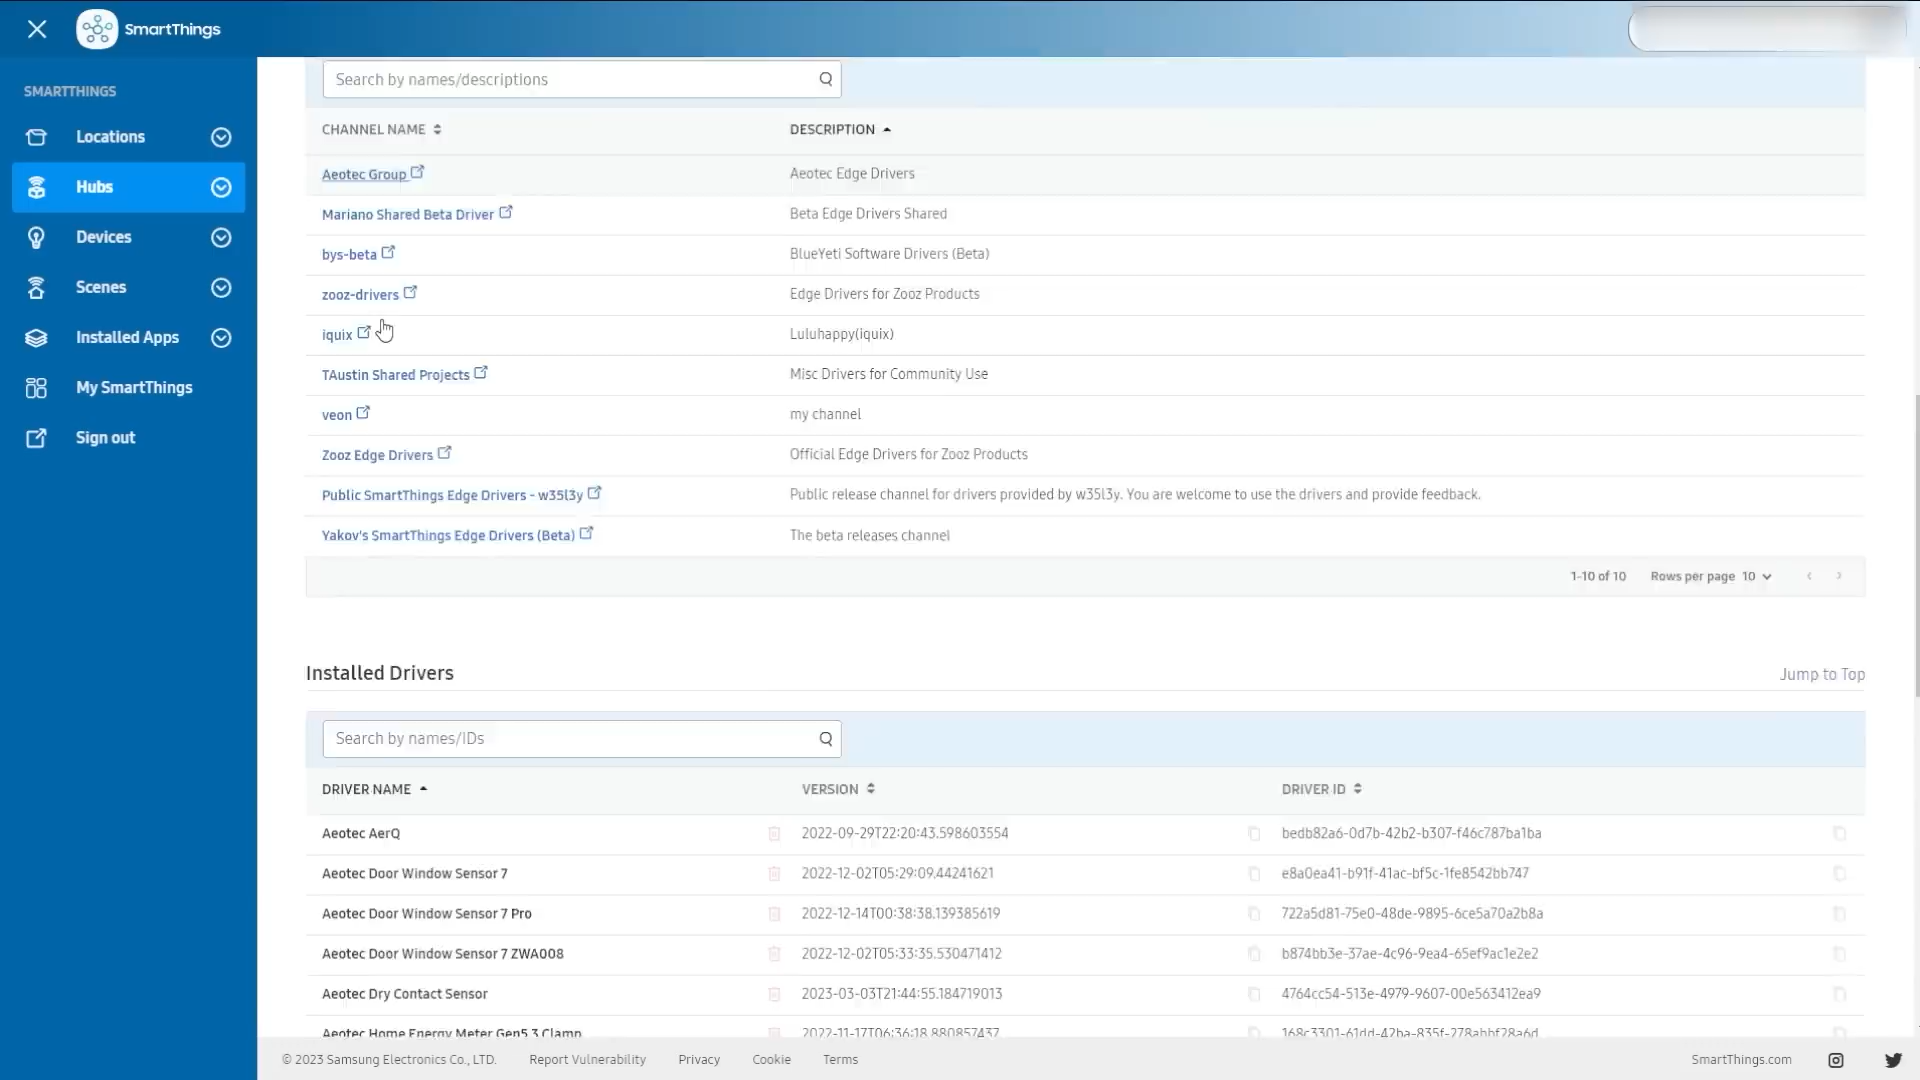 SmartThings
SMARTTHINGS
Locations
Hubs
Devices
Scenes
Installed Apps
My SmartThings
Sign out
Search by names/descriptions
CHANNEL NAME DESCRIPTION
Aeotec Group Aeotec Edge Drivers
Mariano Shared Beta Driver Beta Edge Drivers Shared
bys-beta BlueYeti Software Drivers (Beta)
zooz-drivers Edge Drivers for Zooz Products
iquix Luluhappy(iquix)
TAustin Shared Projects Misc Drivers for Community Use
veon my channel
Zooz Edge Drivers Official Edge Drivers for Zooz Products
Public SmartThings Edge Drivers - w35l3y Public release channel for drivers provided by w35l3y. You are welcome to use the drivers and provide feedback.
Yakov's SmartThings Edge Drivers (Beta) The beta releases channel
1-10 of 10 Rows per page 10
Installed Drivers Jump to Top
Search by names/IDs
DRIVER NAME VERSION DRIVER ID
Aeotec AerQ 2022-09-29T22:20:43.598603554 bedb82a6-0d7b-42b2-b307-f46c787ba1ba
Aeotec Door Window Sensor 7 2022-12-02T05:29:09.44241621 e8a0ea41-b91f-41ac-bf5c-1fe8542bb747
Aeotec Door Window Sensor 7 Pro 2022-12-14T00:38:38.139385619 722a5d81-75e0-48de-9895-6ce5a70a2b8a
Aeotec Door Window Sensor 7 ZWA008 2022-12-02T05:33:35.530471412 b874bb3e-37ae-4c96-9ea4-65ef9ac1e2e2
Aeotec Dry Contact Sensor 2023-03-03T21:44:55.184719013 4764cc54-513e-4979-9607-00e563412ea9
Aeotec Home Energy Meter Gen5 3 Clamp 2022-11-17T06:36:18.880857437 168c3301-61dd-42ba-835f-278abbf28a6d
© 2023 Samsung Electronics Co., LTD. Report Vulnerability Privacy Cookie Terms SmartThings.com